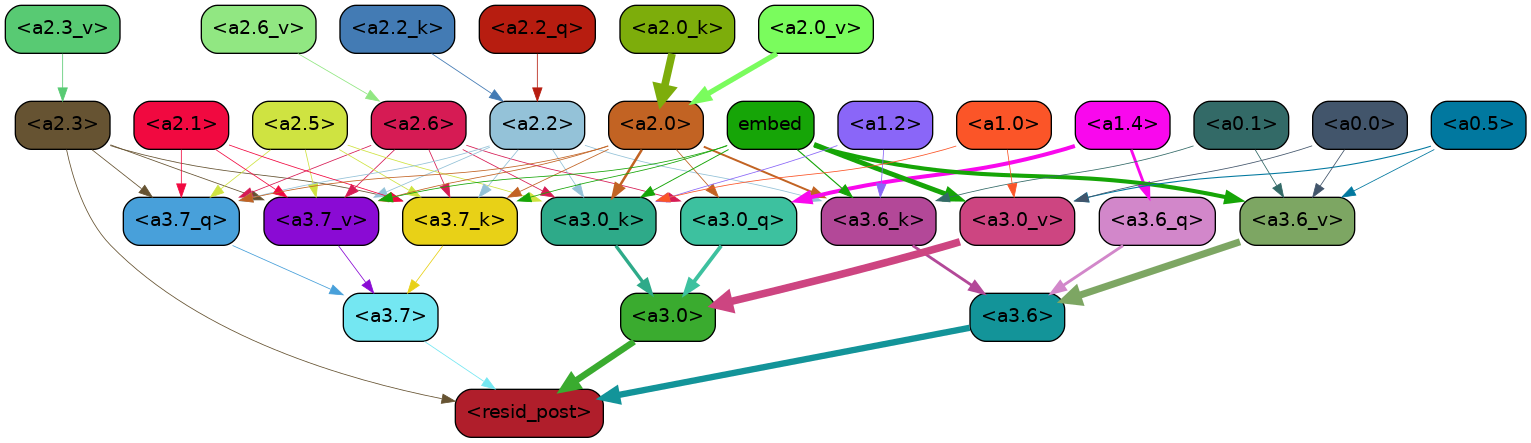 <a2.3_v> <a2.6_v> <a2.2_k> <a2.2_q> <a2.0_k> <a2.0_v>
<a2.3> <a2.1> <a2.5> <a2.6> <a2.2> <a2.0> embed <a1.2> <a1.0> <a1.4> <a0.1> <a0.0> <a0.5>
<a3.7_q> <a3.7_v> <a3.7_k> <a3.0_k> <a3.0_q> <a3.6_k> <a3.0_v> <a3.6_q> <a3.6_v>
<a3.7> <a3.0> <a3.6>
<resid_post>